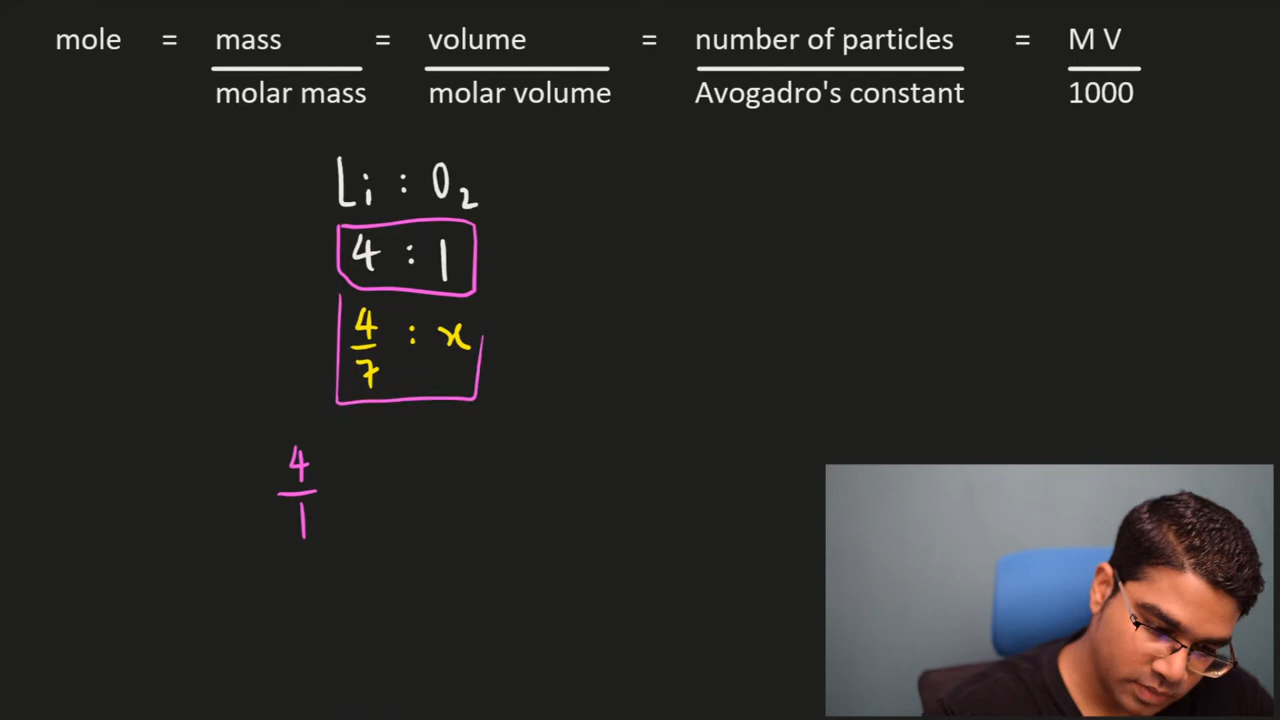 mole = mass = volume = number of particles = M V
molar mass molar volume Avogadro's constant 1000
Li : O2
4 : 1
4 : x
7
4
1